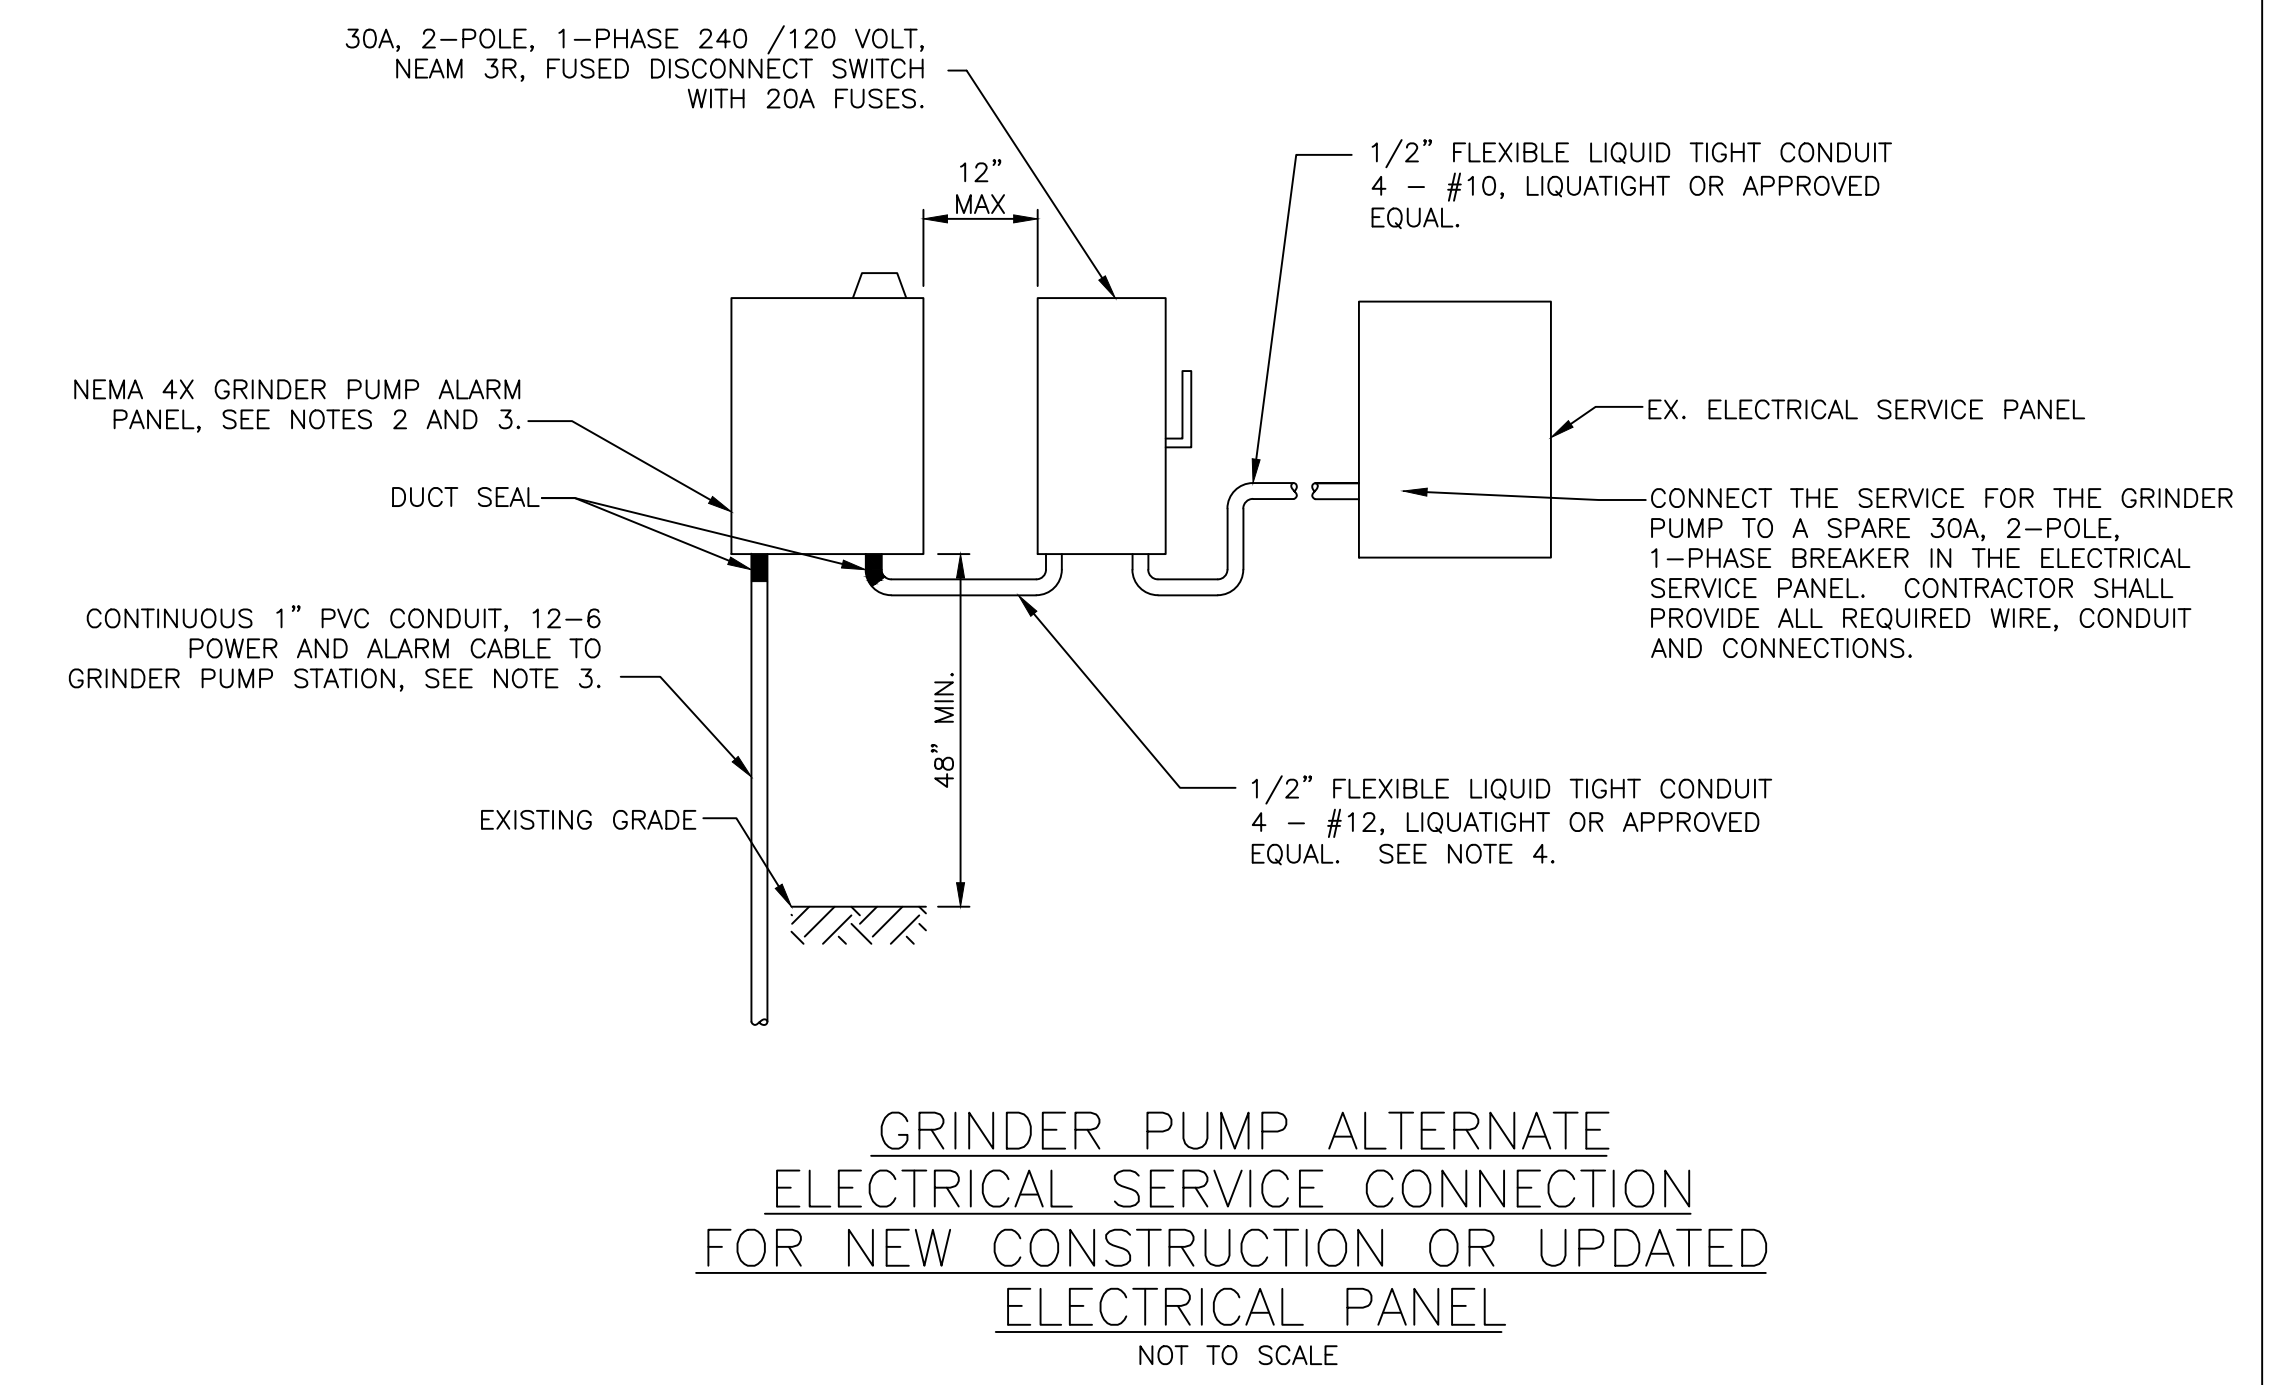 30A, 2-POLE, 1-PHASE 240 /120 VOLT,
NEAM 3R, FUSED DISCONNECT SWITCH
WITH 20A FUSES.
12"
MAX
1/2" FLEXIBLE LIQUID TIGHT CONDUIT
4 - #10, LIQUATIGHT OR APPROVED
EQUAL.
NEMA 4X GRINDER PUMP ALARM
PANEL, SEE NOTES 2 AND 3.
EX. ELECTRICAL SERVICE PANEL
DUCT SEAL
CONNECT THE SERVICE FOR THE GRINDER
PUMP TO A SPARE 30A, 2-POLE,
1-PHASE BREAKER IN THE ELECTRICAL
SERVICE PANEL. CONTRACTOR SHALL
PROVIDE ALL REQUIRED WIRE, CONDUIT
AND CONNECTIONS.
CONTINUOUS 1" PVC CONDUIT, 12-6
POWER AND ALARM CABLE TO
GRINDER PUMP STATION, SEE NOTE 3.
48" MIN.
1/2" FLEXIBLE LIQUID TIGHT CONDUIT
4 - #12, LIQUATIGHT OR APPROVED
EQUAL. SEE NOTE 4.
EXISTING GRADE
GRINDER PUMP ALTERNATE
ELECTRICAL SERVICE CONNECTION
FOR NEW CONSTRUCTION OR UPDATED
ELECTRICAL PANEL
NOT TO SCALE